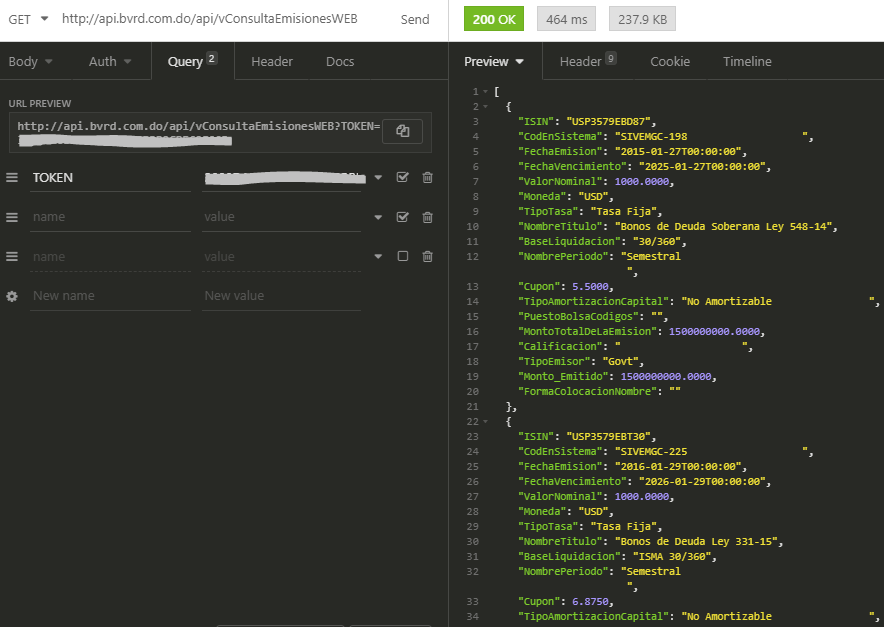 GET http://api.bvrd.com.do/api/vConsultaEmisionesWEB Send
200 OK 464 ms 237.9 KB
Body Auth Query 2 Header Docs
Preview Header 9 Cookie Timeline
URL PREVIEW
http://api.bvrd.com.do/api/vConsultaEmisionesWEB?TOKEN=
TOKEN
name value
name value
New name New value
1 [
2 {
3 "ISIN": "USP3579EBD87",
4 "CodEnSistema": "SIVEMGC-198 ",
5 "FechaEmision": "2015-01-27T00:00:00",
6 "FechaVencimiento": "2025-01-27T00:00:00",
7 "ValorNominal": 1000.0000,
8 "Moneda": "USD",
9 "TipoTasa": "Tasa Fija",
10 "NombreTitulo": "Bonos de Deuda Soberana Ley 548-14",
11 "BaseLiquidacion": "30/360",
12 "NombrePeriodo": "Semestral
",
13 "Cupon": 5.5000,
14 "TipoAmortizacionCapital": "No Amortizable ",
15 "PuestoBolsaCodigos": "",
16 "MontoTotalDeLaEmision": 1500000000.0000,
17 "Calificacion": " ",
18 "TipoEmisor": "Govt",
19 "Monto_Emitido": 1500000000.0000,
20 "FormaColocacionNombre": ""
21 },
22 {
23 "ISIN": "USP3579EBT30",
24 "CodEnSistema": "SIVEMGC-225 ",
25 "FechaEmision": "2016-01-29T00:00:00",
26 "FechaVencimiento": "2026-01-29T00:00:00",
27 "ValorNominal": 1000.0000,
28 "Moneda": "USD",
29 "TipoTasa": "Tasa Fija",
30 "NombreTitulo": "Bonos de Deuda Ley 331-15",
31 "BaseLiquidacion": "ISMA 30/360",
32 "NombrePeriodo": "Semestral
",
33 "Cupon": 6.8750,
34 "TipoAmortizacionCapital": "No Amortizable ",